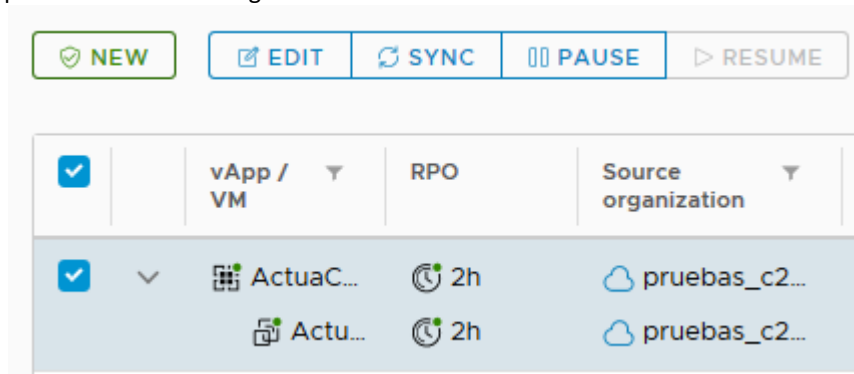 NEW EDIT SYNC PAUSE RESUME
vApp / VM RPO Source organization
ActuaC... 2h pruebas_c2...
Actu... 2h pruebas_c2...